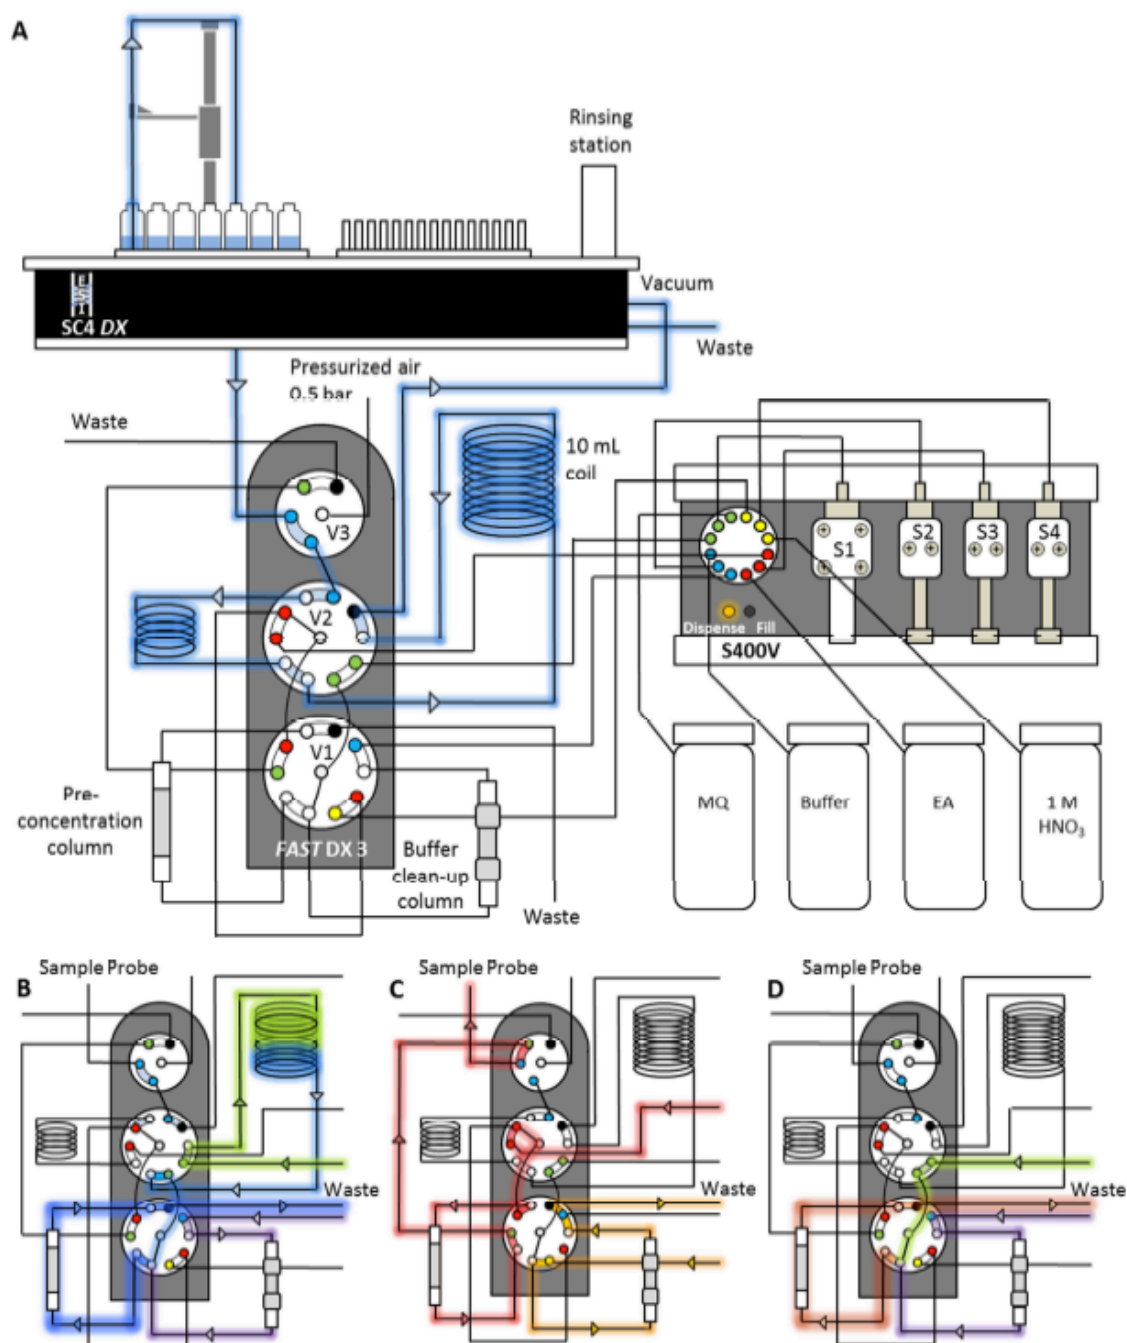 A
Rinsing
station
Vacuum
SC4 DX
Waste
Pressurized air
0.5 bar
Waste
10 mL
coil
V3
S1
S2
S3
S4
V2
Dispense
Fill
S400V
V1
Pre-
concentration
column
MQ
Buffer
EA
1 M
HNO₃
FAST DX 3
Buffer
clean-up
column
Waste
Sample Probe
B
Waste
Sample Probe
C
Waste
Sample Probe
D
Waste